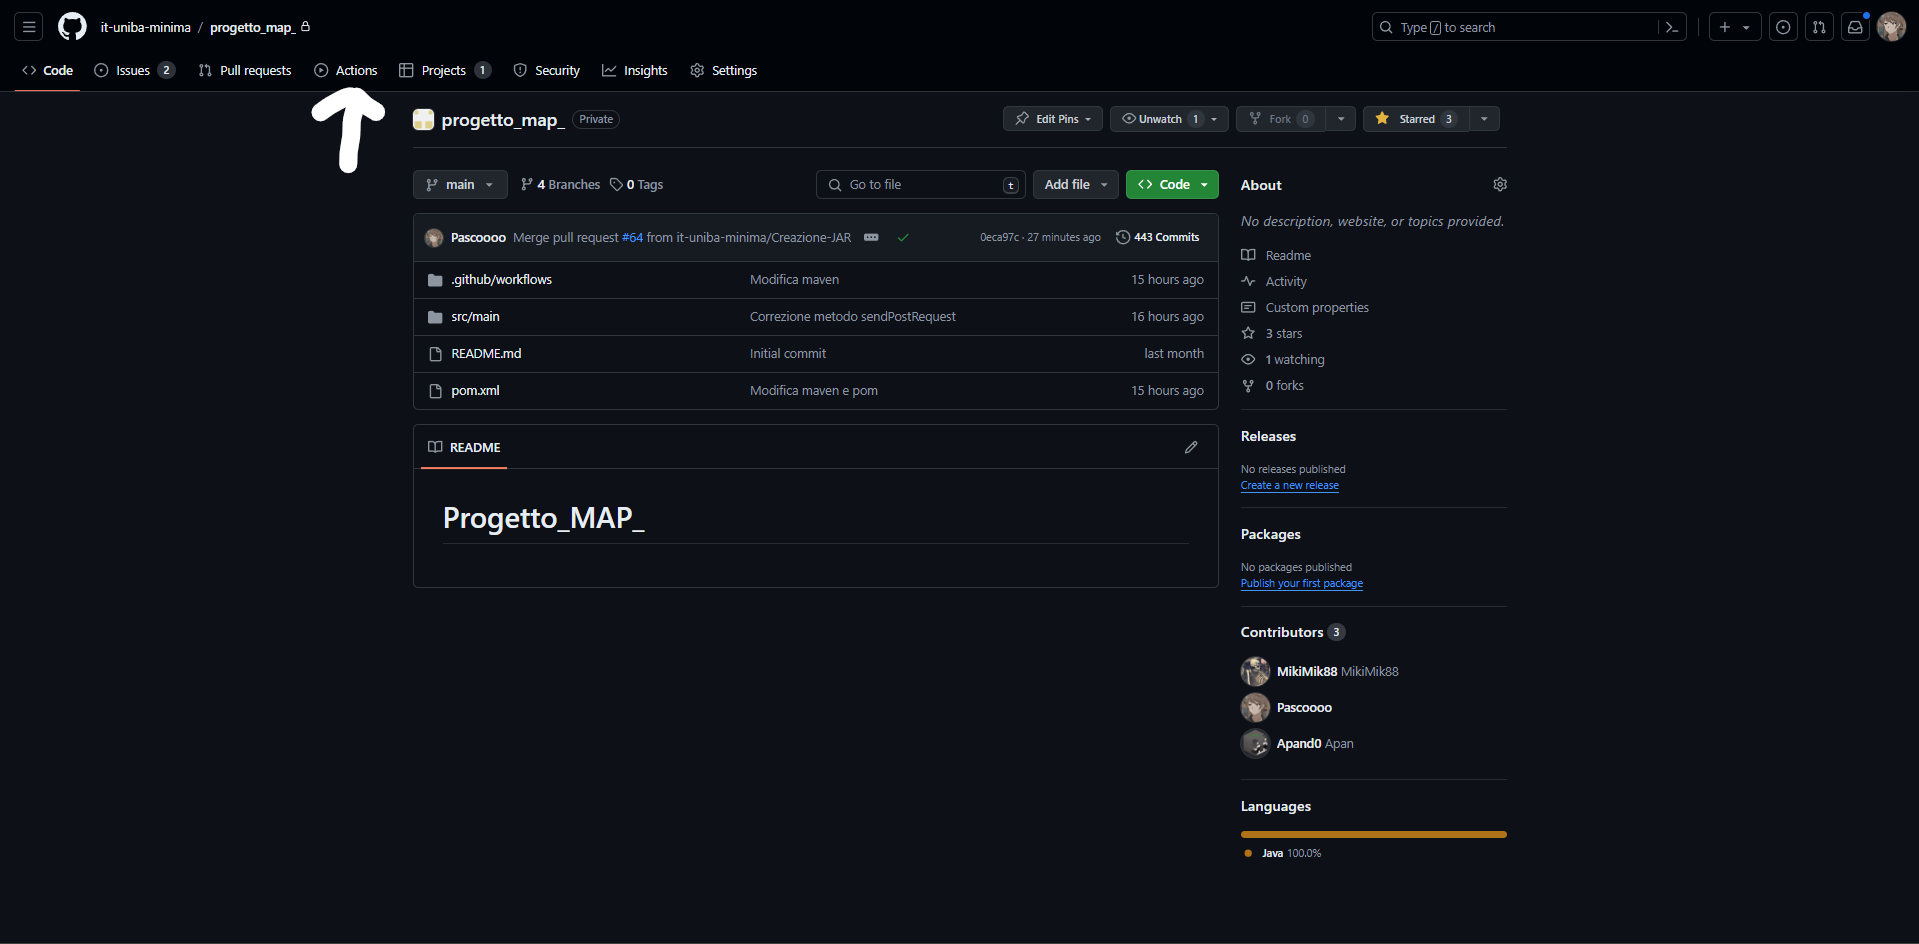 it-uniba-minima / progetto_map_
Type / to search
Code Issues 2 Pull requests Actions Projects 1 Security Insights Settings
progetto_map_ Private
Edit Pins Unwatch 1 Fork 0 Starred 3
main 4 Branches 0 Tags Go to file t Add file Code
Pascoooo Merge pull request #64 from it-uniba-minima/Creazione-JAR 0eca97c · 27 minutes ago 443 Commits
.github/workflows Modifica maven 15 hours ago
src/main Correzione metodo sendPostRequest 16 hours ago
README.md Initial commit last month
pom.xml Modifica maven e pom 15 hours ago
README
Progetto_MAP_
About
No description, website, or topics provided.
Readme
Activity
Custom properties
3 stars
1 watching
0 forks
Releases
No releases published
Create a new release
Packages
No packages published
Publish your first package
Contributors 3
MikiMik88 MikiMik88
Pascoooo
Apand0 Apan
Languages
Java 100.0%